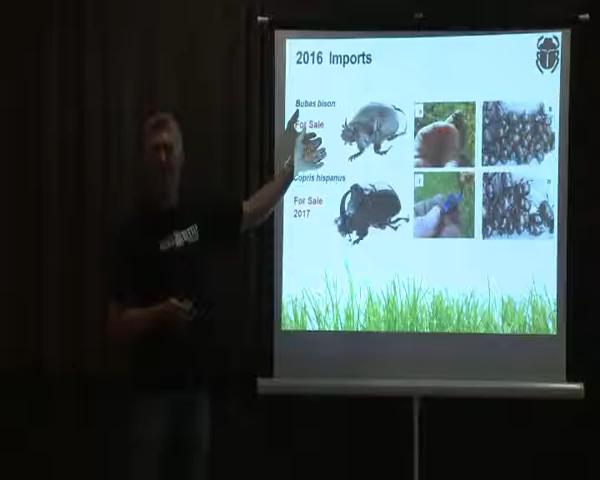 2016 Imports
Bubas bison
For Sale
Copris hispanus
For Sale
2017